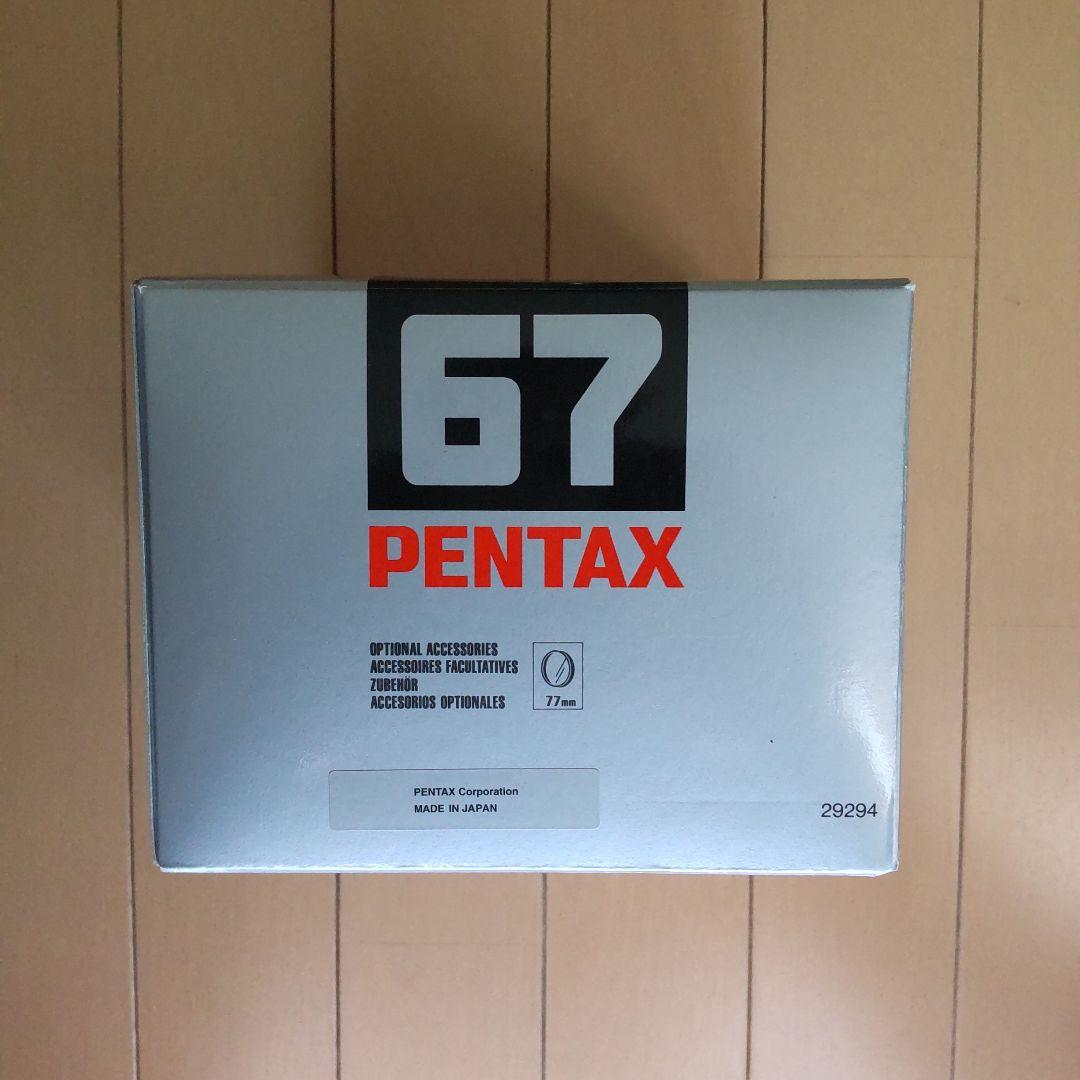 67
PENTAX
OPTIONAL ACCESSORIES
ACCESSOIRES FACULTATIVES
ZUBEHÖR
ACCESORIOS OPTIONALES
77mm
PENTAX Corporation
MADE IN JAPAN
29294